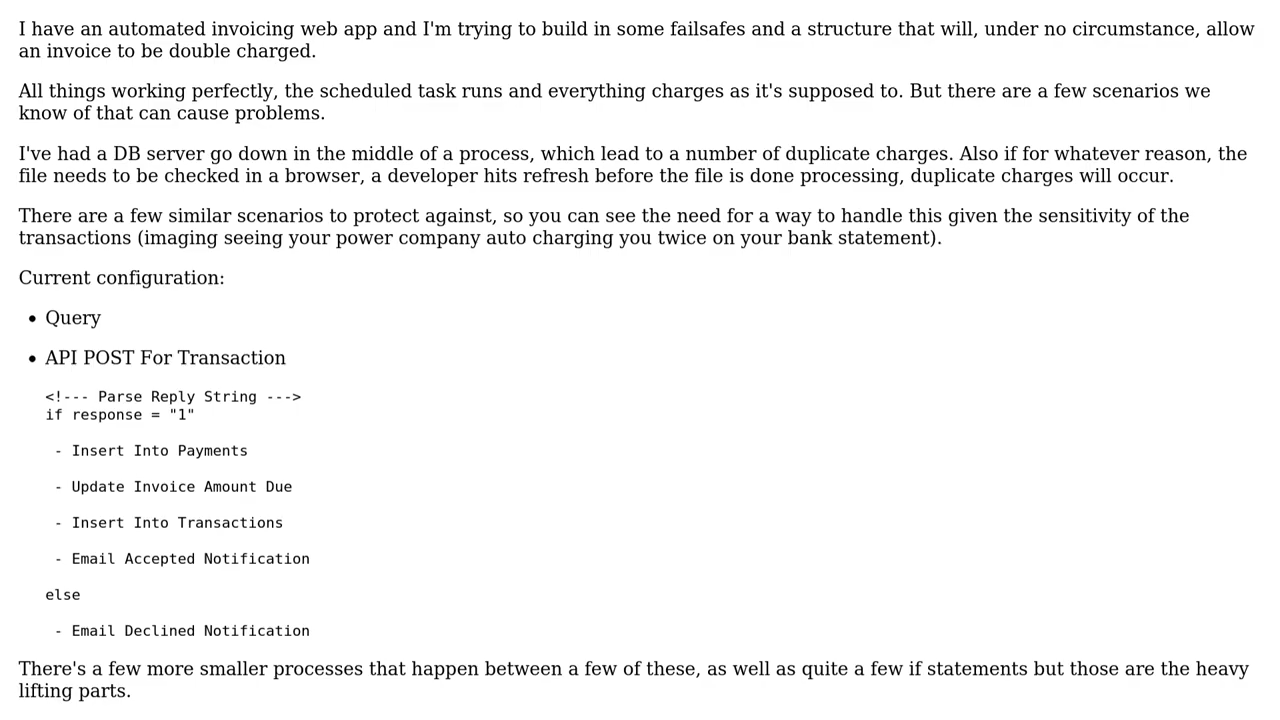 I have an automated invoicing web app and I'm trying to build in some failsafes and a structure that will, under no circumstance, allow
an invoice to be double charged.
All things working perfectly, the scheduled task runs and everything charges as it's supposed to. But there are a few scenarios we
know of that can cause problems.
I've had a DB server go down in the middle of a process, which lead to a number of duplicate charges. Also if for whatever reason, the
file needs to be checked in a browser, a developer hits refresh before the file is done processing, duplicate charges will occur.
There are a few similar scenarios to protect against, so you can see the need for a way to handle this given the sensitivity of the
transactions (imaging seeing your power company auto charging you twice on your bank statement).
Current configuration:
• Query
• API POST For Transaction
<!--- Parse Reply String --->
if response = "1"
- Insert Into Payments
- Update Invoice Amount Due
- Insert Into Transactions
- Email Accepted Notification
else
- Email Declined Notification
There's a few more smaller processes that happen between a few of these, as well as quite a few if statements but those are the heavy
lifting parts.